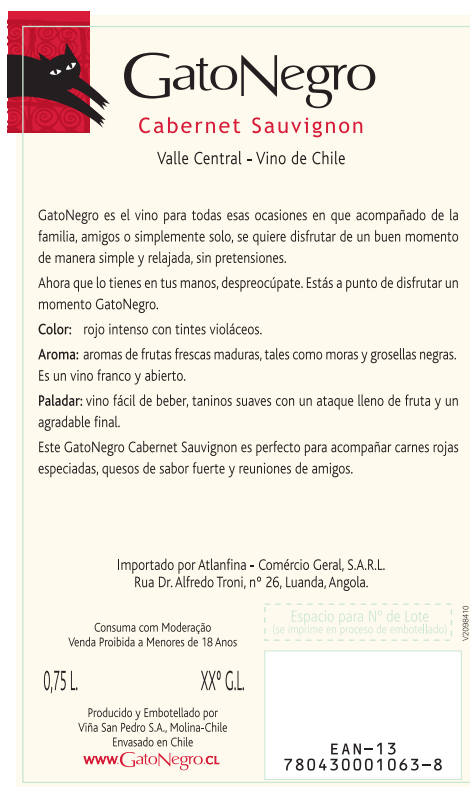 GatoNegro
Cabernet Sauvignon
Valle Central - Vino de Chile
GatoNegro es el vino para todas esas ocasiones en que acompañado de la
familia, amigos o simplemente solo, se quiere disfrutar de un buen momento
de manera simple y relajada, sin pretensiones.
Ahora que lo tienes en tus manos, despreocúpate. Estás a punto de disfrutar un
momento GatoNegro.
Color: rojo intenso con tintes violáceos.
Aroma: aromas de frutas frescas maduras, tales como moras y grosellas negras.
Es un vino franco y abierto.
Paladar: vino fácil de beber, taninos suaves con un ataque lleno de fruta y un
agradable final.
Este GatoNegro Cabernet Sauvignon es perfecto para acompañar carnes rojas
especiadas, quesos de sabor fuerte y reuniones de amigos.
Importado por Atlanfina - Comércio Geral, S.A.R.L.
Rua Dr. Alfredo Troni, nº 26, Luanda, Angola.
Espacio para Nº de Lote
(se imprime en proceso de embotellado)
V2098410
Consuma com Moderação
Venda Proibida a Menores de 18 Anos
0,75 L. XXº G.L.
Producido y Embotellado por
Viña San Pedro S.A., Molina-Chile
Envasado en Chile
www.GatoNegro.CL
EAN-13
780430001063-8